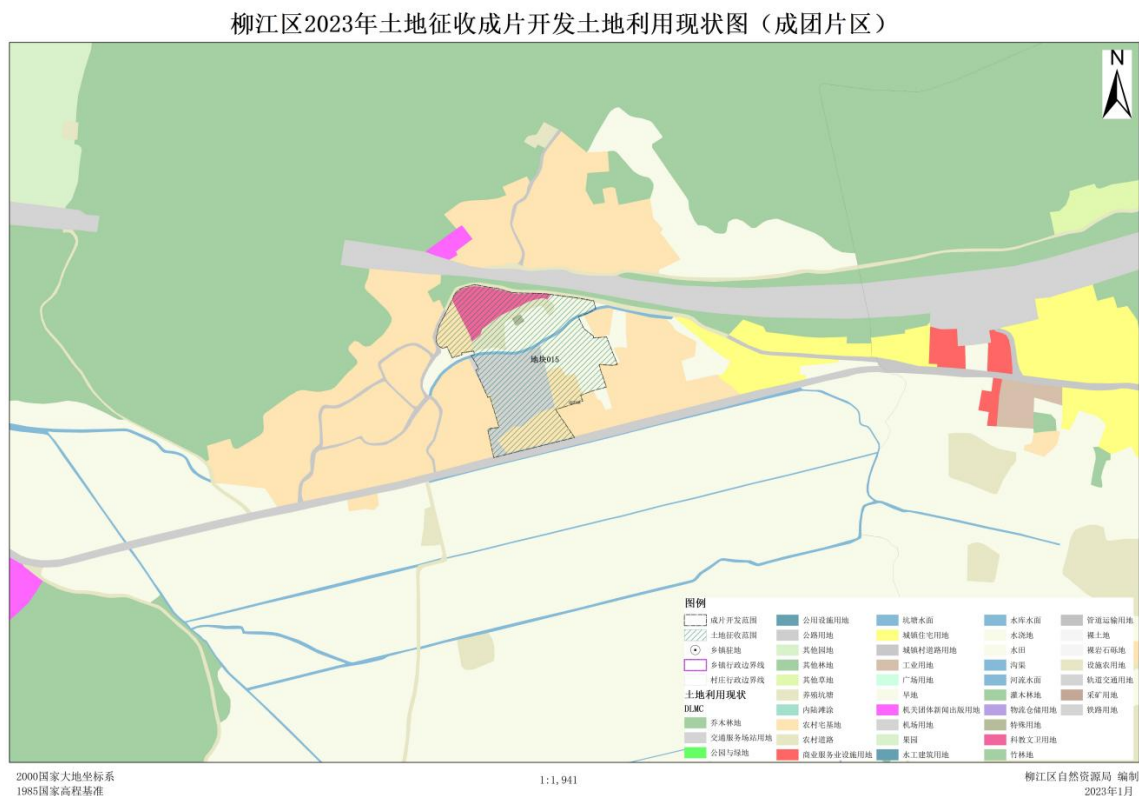 柳江区2023年土地征收成片开发土地利用现状图（成团片区）
N
地块015
图例
成片开发范围
土地征收范围
乡镇驻地
乡镇行政边界线
村庄行政边界线
土地利用现状
DLMC
乔木林地
交通服务场站用地
公园与绿地
公用设施用地
公路用地
其他园地
其他林地
其他草地
养殖坑塘
内陆滩涂
农村宅基地
农村道路
商业服务业设施用地
坑塘水面
城镇住宅用地
城镇村道路用地
工业用地
广场用地
旱地
机关团体新闻出版用地
机场用地
果园
水工建筑用地
水库水面
水浇地
水田
沟渠
河流水面
灌木林地
物流仓储用地
特殊用地
科教文卫用地
竹林地
管道运输用地
裸土地
裸岩石砾地
设施农用地
轨道交通用地
采矿用地
铁路用地
2000国家大地坐标系
1985国家高程基准
1:1,941
柳江区自然资源局 编制
2023年1月